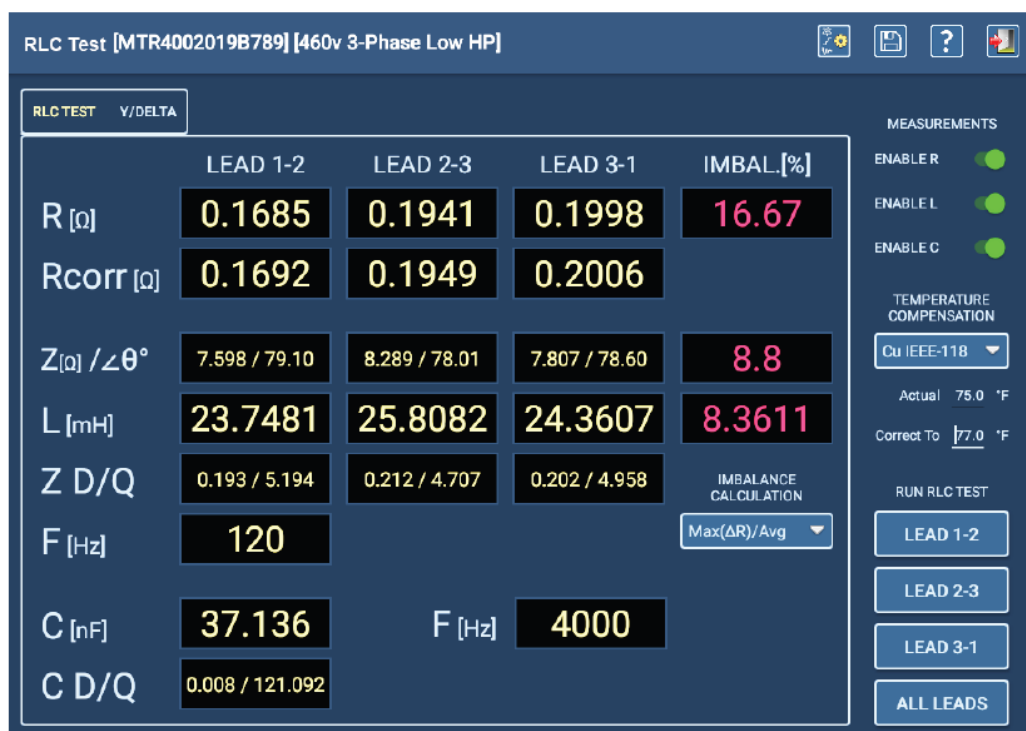 RLC Test [MTR4002019B789] [460v 3-Phase Low HP]
RLC TEST Y/DELTA
LEAD 1-2 LEAD 2-3 LEAD 3-1 IMBAL.[%]
R [Ω] 0.1685 0.1941 0.1998 16.67
Rcorr [Ω] 0.1692 0.1949 0.2006
Z[Ω] /∠θ° 7.598 / 79.10 8.289 / 78.01 7.807 / 78.60 8.8
L [mH] 23.7481 25.8082 24.3607 8.3611
Z D/Q 0.193 / 5.194 0.212 / 4.707 0.202 / 4.958
IMBALANCE
CALCULATION
F [Hz] 120 Max(ΔR)/Avg
C [nF] 37.136 F [Hz] 4000
C D/Q 0.008 / 121.092
MEASUREMENTS
ENABLE R
ENABLE L
ENABLE C
TEMPERATURE
COMPENSATION
Cu IEEE-118
Actual 75.0 °F
Correct To 77.0 °F
RUN RLC TEST
LEAD 1-2
LEAD 2-3
LEAD 3-1
ALL LEADS